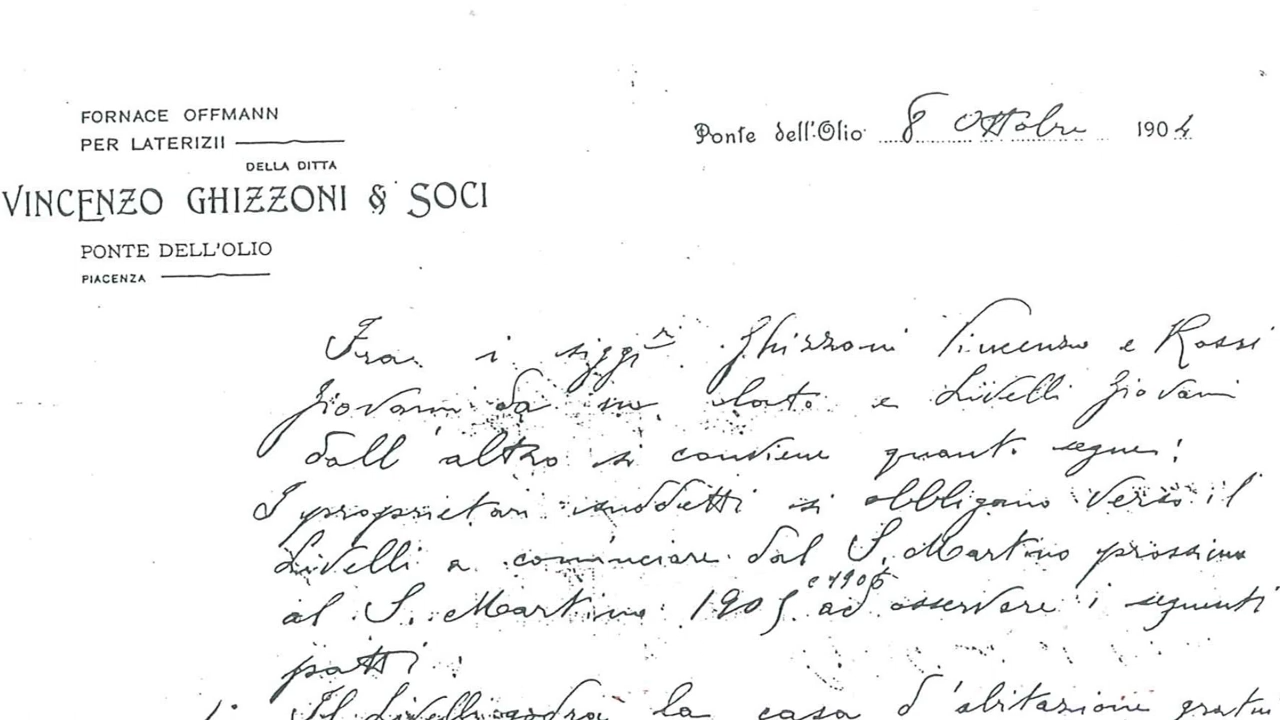 FORNACE OFFMANN
PER LATERIZII
DELLA DITTA
VINCENZO GHIZZONI & SOCI
PONTE DELL'OLIO
PIACENZA
Ponte dell'Olio 8 Ottobre 1904
Fra i siggri Ghizzoni Vincenzo e Rossi
Giovanni da un lato e Livelli Giovani
dall'altro si conviene quanto segue:
I proprietari suddetti si obbligano verso il
Livelli a cominciare dal S. Martino prossimo
al S. Martino 1905 e 1906 ad osservare i seguenti
patti:
1° Il Livelli godrà la casa d'abitazione